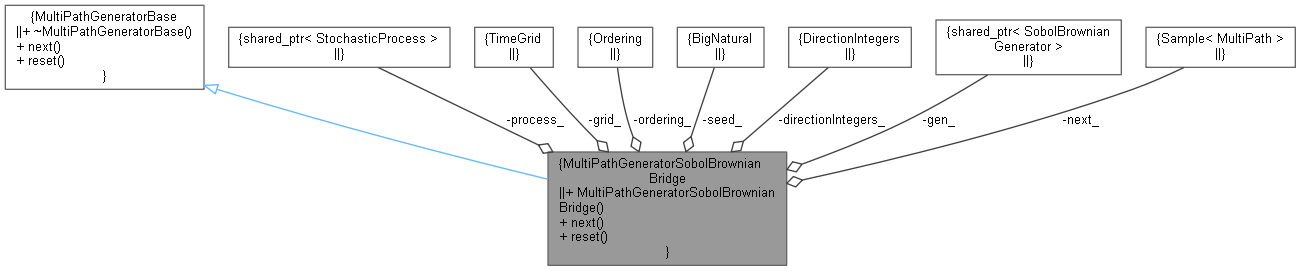 {MultiPathGeneratorBase
||+ ~MultiPathGeneratorBase()
+ next()
+ reset()
}
{shared_ptr< StochasticProcess >
||}
{TimeGrid
||}
{Ordering
||}
{BigNatural
||}
{DirectionIntegers
||}
{shared_ptr< SobolBrownian
Generator >
||}
{Sample< MultiPath >
||}
-process_
-grid_
-ordering_
-seed_
-directionIntegers_
-gen_
-next_
{MultiPathGeneratorSobolBrownian
Bridge
||+ MultiPathGeneratorSobolBrownian
Bridge()
+ next()
+ reset()
}